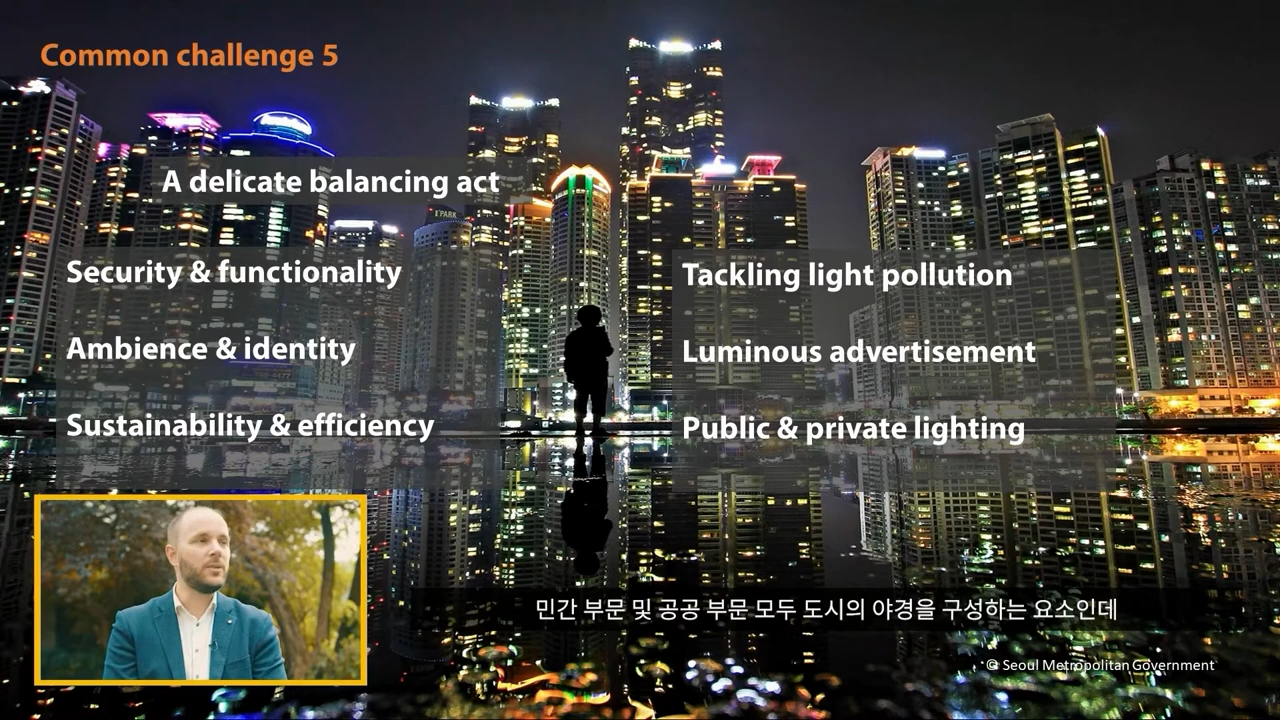 Common challenge 5
A delicate balancing act
Security & functionality
Ambience & identity
Sustainability & efficiency
Tackling light pollution
Luminous advertisement
Public & private lighting
I'PARK
민간 부문 및 공공 부문 모두 도시의 야경을 구성하는 요소인데
© Seoul Metropolitan Government